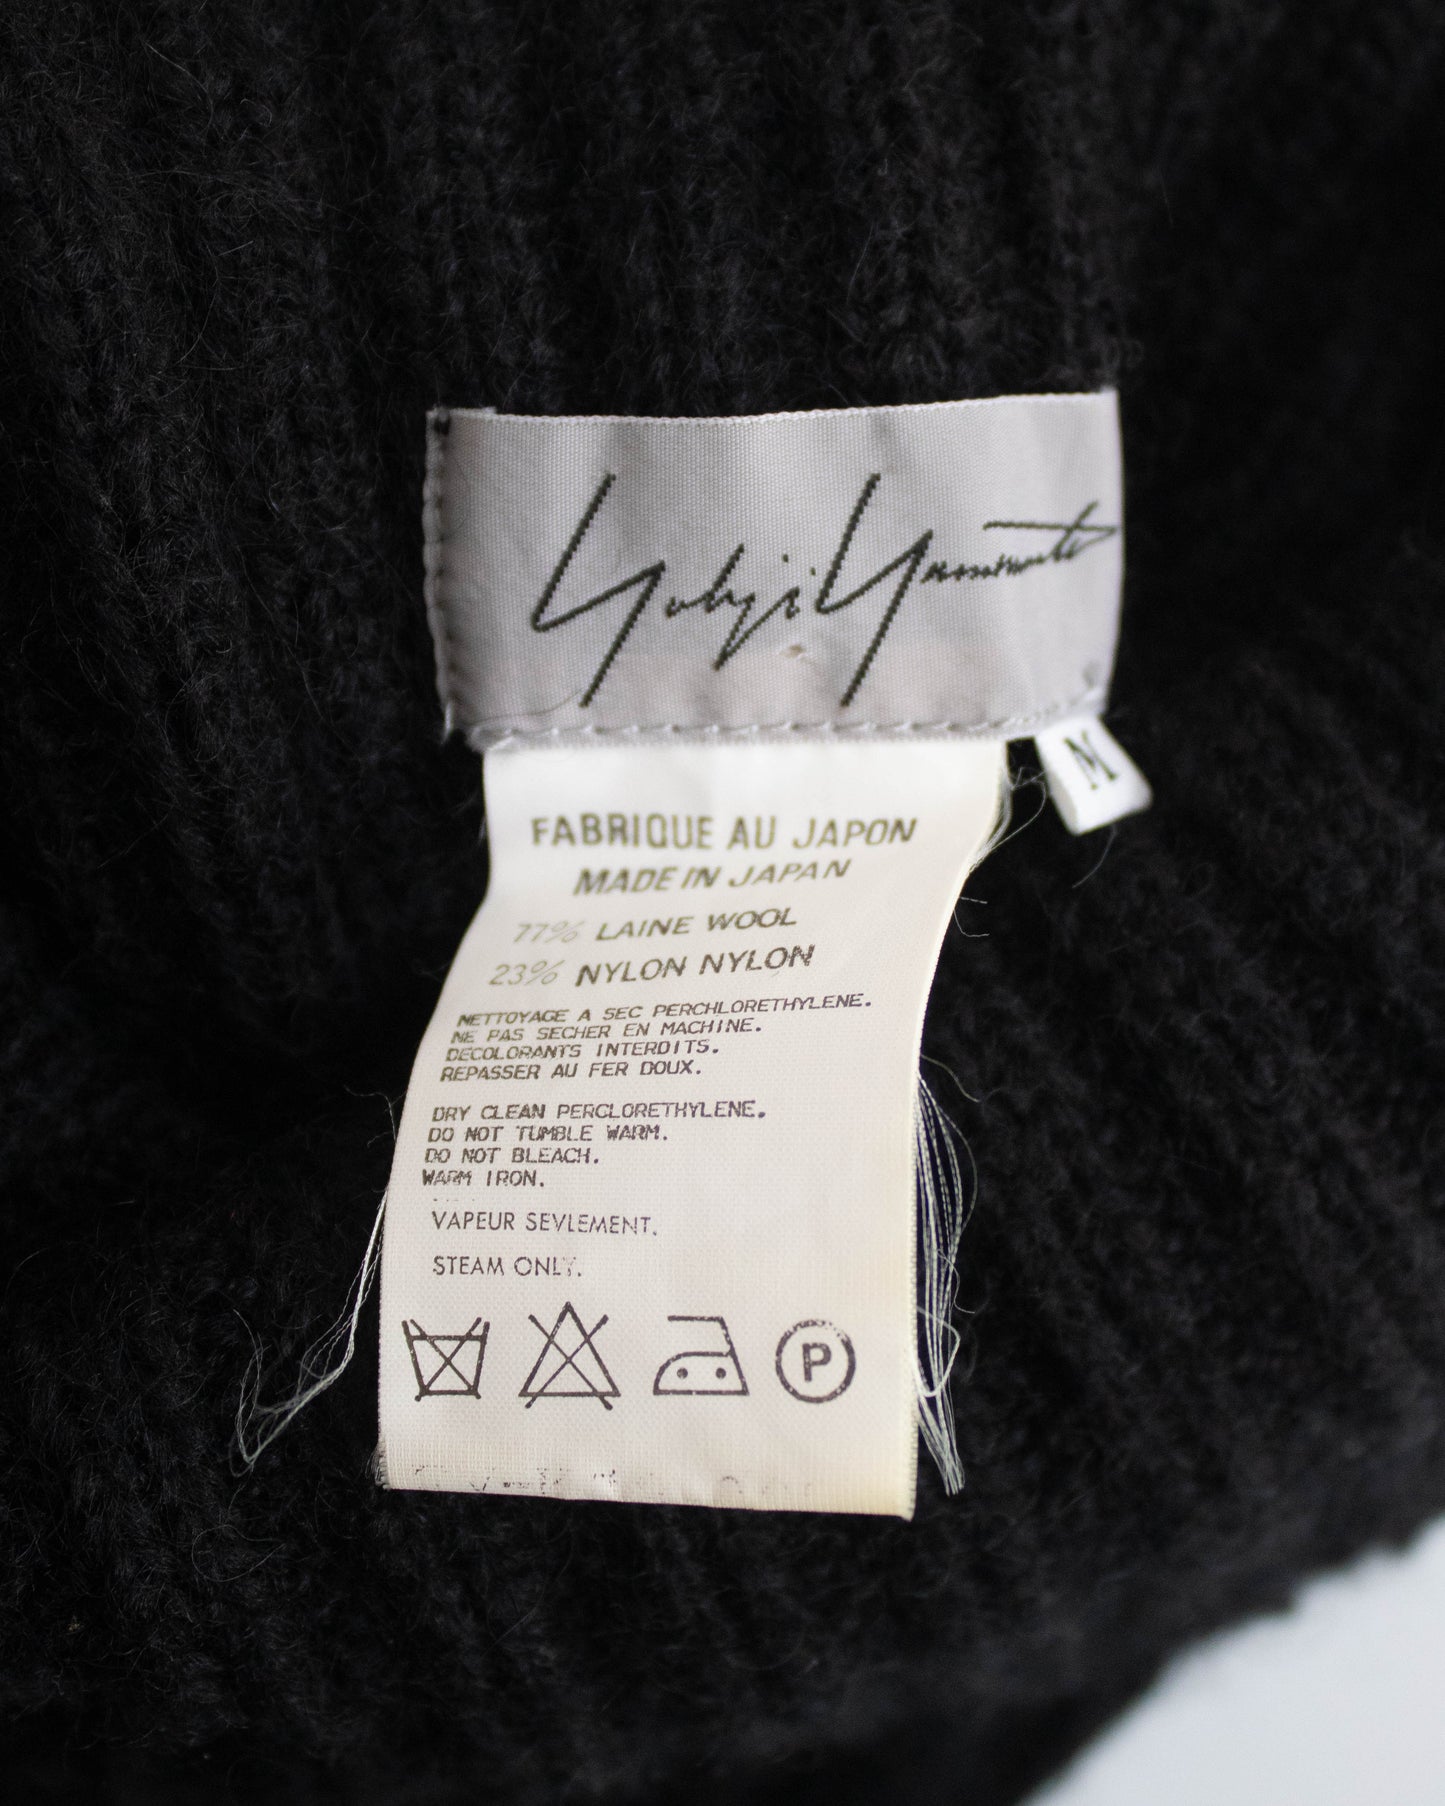 Yohji Yamamoto
M
FABRIQUE AU JAPON
MADE IN JAPAN
77% LAINE WOOL
23% NYLON NYLON
NETTOYAGE A SEC PERCHLORETHYLENE.
NE PAS SECHER EN MACHINE.
DECOLORANTS INTERDITS.
REPASSER AU FER DOUX.
DRY CLEAN PERCLORETHYLENE.
DO NOT TUMBLE WARM.
DO NOT BLEACH.
WARM IRON.
VAPEUR SEVLEMENT.
STEAM ONLY.
P